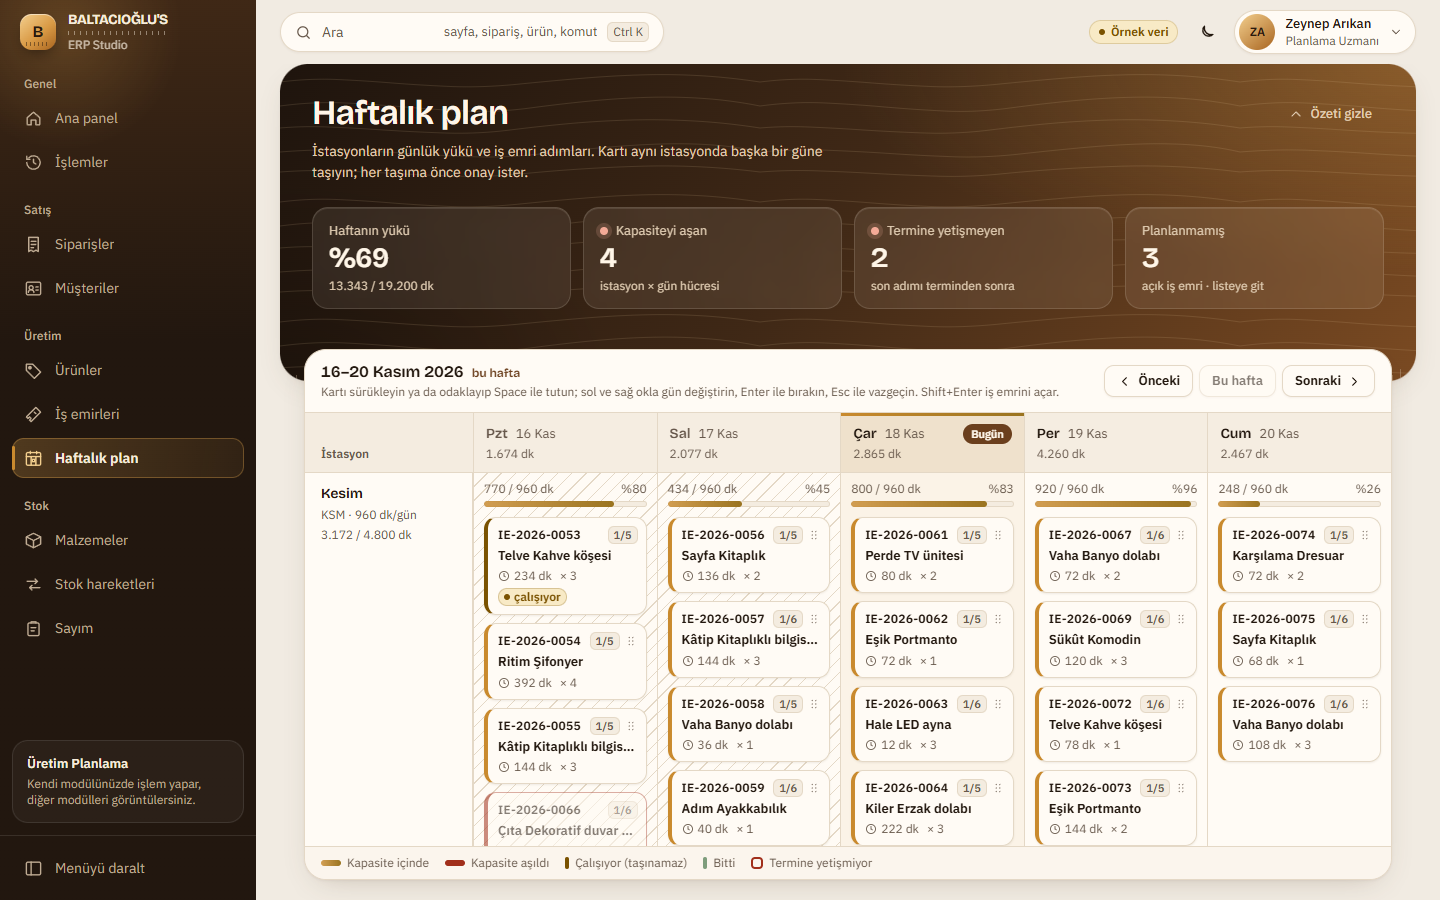 B
BALTACIOĞLU'S
ERP Studio
Genel
Ana panel
İşlemler
Satış
Siparişler
Müşteriler
Üretim
Ürünler
İş emirleri
Haftalık plan
Stok
Malzemeler
Stok hareketleri
Sayım
Üretim Planlama
Kendi modülünüzde işlem yapar,
diğer modülleri görüntülersiniz.
Menüyü daralt
Ara sayfa, sipariş, ürün, komut Ctrl K
Örnek veri
ZA
Zeynep Arıkan
Planlama Uzmanı
Haftalık plan
Özeti gizle
İstasyonların günlük yükü ve iş emri adımları. Kartı aynı istasyonda başka bir güne
taşıyın; her taşıma önce onay ister.
Haftanın yükü
%69
13.343 / 19.200 dk
Kapasiteyi aşan
4
istasyon × gün hücresi
Termine yetişmeyen
2
son adımı terminden sonra
Planlanmamış
3
açık iş emri · listeye git
16–20 Kasım 2026 bu hafta
Kartı sürükleyin ya da odaklayıp Space ile tutun; sol ve sağ okla gün değiştirin, Enter ile bırakın, Esc ile vazgeçin. Shift+Enter iş emrini açar.
Önceki
Bu hafta
Sonraki
İstasyon
Pzt 16 Kas
1.674 dk
Sal 17 Kas
2.077 dk
Çar 18 Kas Bugün
2.865 dk
Per 19 Kas
4.260 dk
Cum 20 Kas
2.467 dk
Kesim
KSM · 960 dk/gün
3.172 / 4.800 dk
770 / 960 dk %80
IE-2026-0053 1/5
Telve Kahve köşesi
234 dk × 3
çalışıyor
IE-2026-0054 1/5
Ritim Şifonyer
392 dk × 4
IE-2026-0055 1/5
Kâtip Kitaplıklı bilgis...
144 dk × 3
IE-2026-0066 1/6
Çıta Dekoratif duvar ...
434 / 960 dk %45
IE-2026-0056 1/5
Sayfa Kitaplık
136 dk × 2
IE-2026-0057 1/6
Kâtip Kitaplıklı bilgis...
144 dk × 3
IE-2026-0058 1/5
Vaha Banyo dolabı
36 dk × 1
IE-2026-0059 1/6
Adım Ayakkabılık
40 dk × 1
800 / 960 dk %83
IE-2026-0061 1/5
Perde TV ünitesi
80 dk × 2
IE-2026-0062 1/5
Eşik Portmanto
72 dk × 1
IE-2026-0063 1/6
Hale LED ayna
12 dk × 3
IE-2026-0064 1/5
Kiler Erzak dolabı
222 dk × 3
920 / 960 dk %96
IE-2026-0067 1/6
Vaha Banyo dolabı
72 dk × 2
IE-2026-0069 1/6
Sükût Komodin
120 dk × 3
IE-2026-0072 1/6
Telve Kahve köşesi
78 dk × 1
IE-2026-0073 1/5
Eşik Portmanto
144 dk × 2
248 / 960 dk %26
IE-2026-0074 1/5
Karşılama Dresuar
72 dk × 2
IE-2026-0075 1/6
Sayfa Kitaplık
68 dk × 1
IE-2026-0076 1/6
Vaha Banyo dolabı
108 dk × 3
Kapasite içinde
Kapasite aşıldı
Çalışıyor (taşınamaz)
Bitti
Termine yetişmiyor